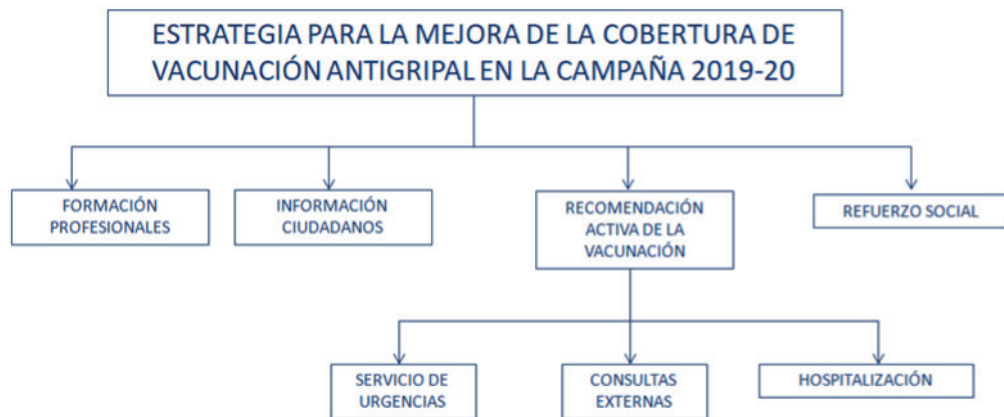 ESTRATEGIA PARA LA MEJORA DE LA COBERTURA DE
VACUNACIÓN ANTIGRIPAL EN LA CAMPAÑA 2019-20
FORMACIÓN
PROFESIONALES
INFORMACIÓN
CIUDADANOS
RECOMENDACIÓN
ACTIVA DE LA
VACUNACIÓN
REFUERZO SOCIAL
SERVICIO DE
URGENCIAS
CONSULTAS
EXTERNAS
HOSPITALIZACIÓN